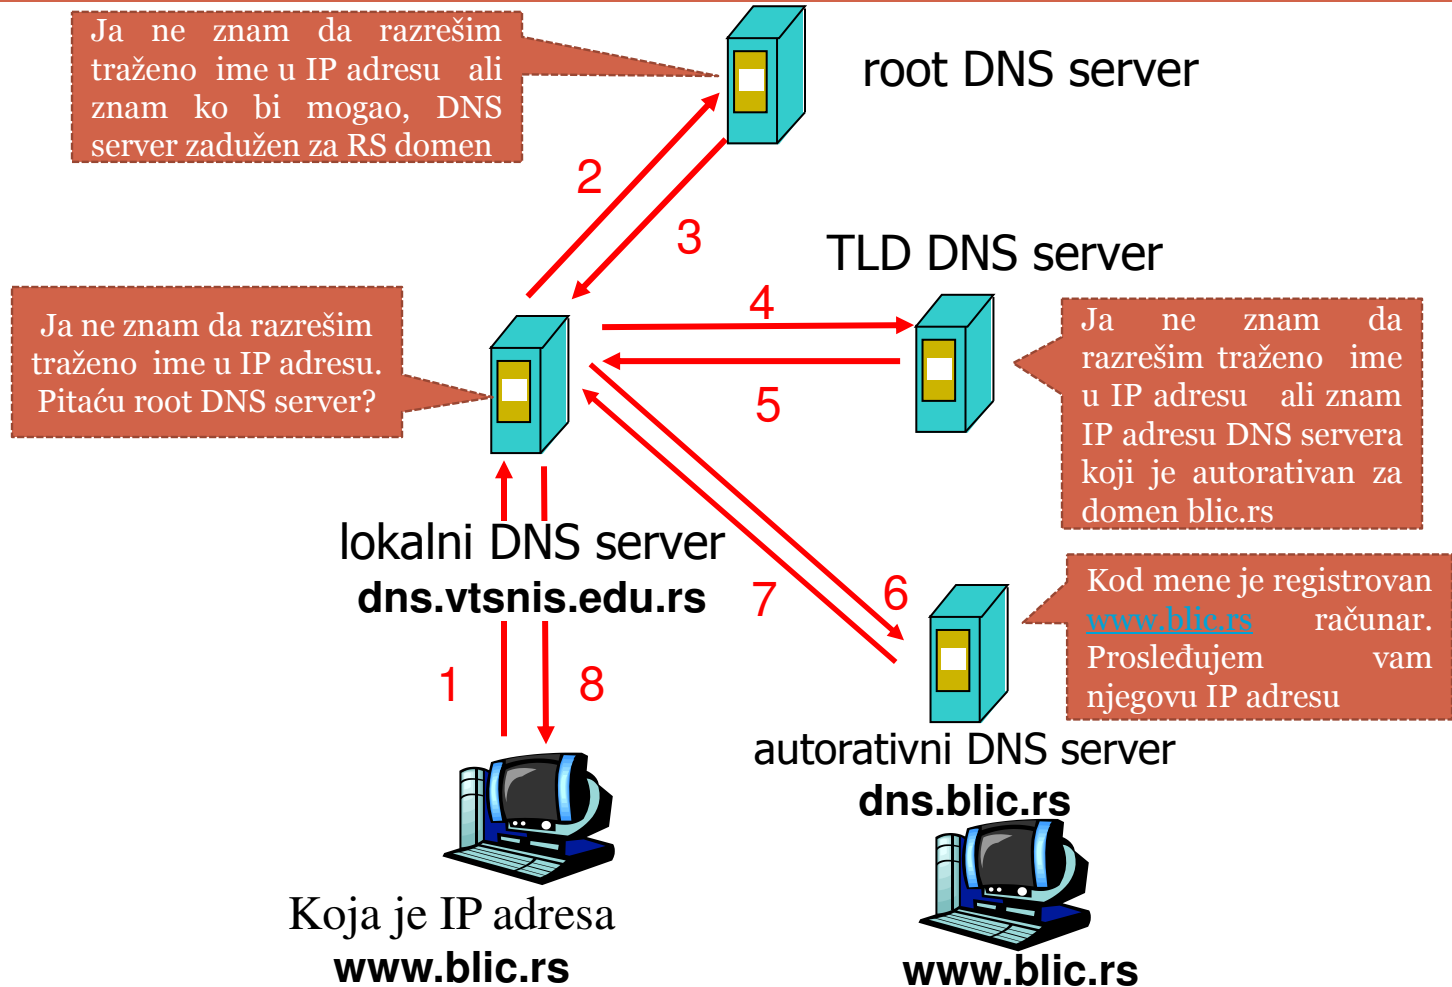 Ja ne znam da razrešim
traženo ime u IP adresu ali
znam ko bi mogao, DNS
server zadužen za RS domen
root DNS server
2
3
TLD DNS server
4
5
Ja ne znam da razrešim
traženo ime u IP adresu.
Pitaću root DNS server?
Ja ne znam da
razrešim traženo ime
u IP adresu ali znam
IP adresu DNS servera
koji je autorativan za
domen blic.rs
lokalni DNS server
dns.vtsnis.edu.rs
7
6
Kod mene je registrovan
www.blic.rs računar.
Prosleđujem vam
njegovu IP adresu
1
8
autorativni DNS server
dns.blic.rs
Koja je IP adresa
www.blic.rs
www.blic.rs